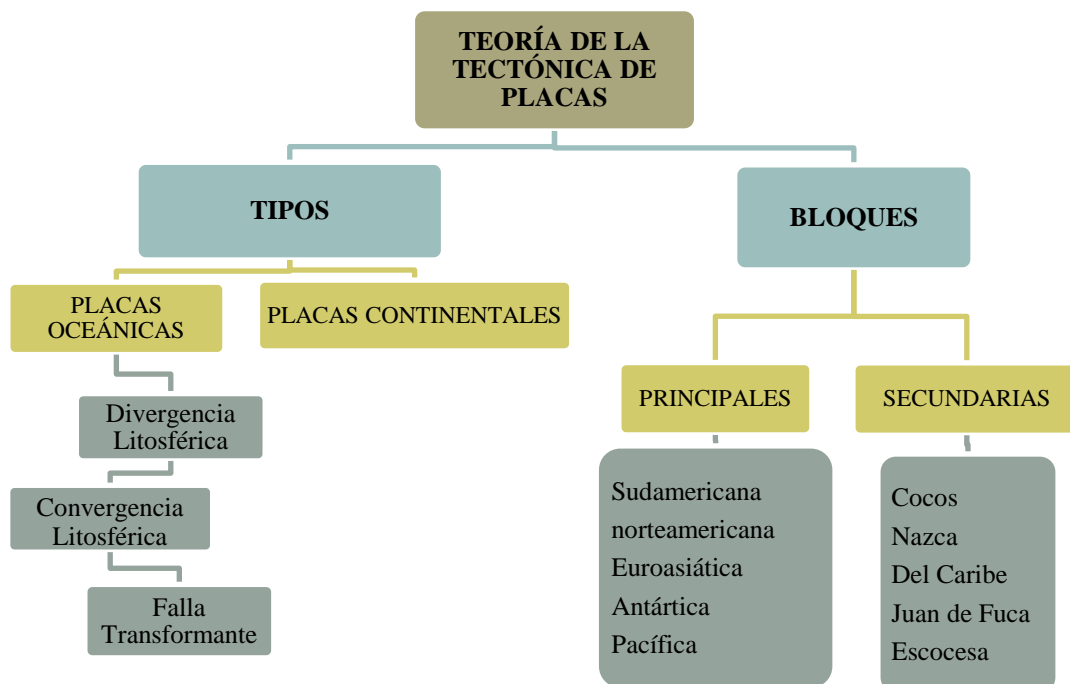 TEORÍA DE LA
TECTÓNICA DE
PLACAS
TIPOS
BLOQUES
PLACAS
OCEÁNICAS
PLACAS CONTINENTALES
Divergencia
Litosférica
Convergencia
Litosférica
Falla
Transformante
PRINCIPALES
SECUNDARIAS
Sudamericana
norteamericana
Euroasiática
Antártica
Pacífica
Cocos
Nazca
Del Caribe
Juan de Fuca
Escocesa